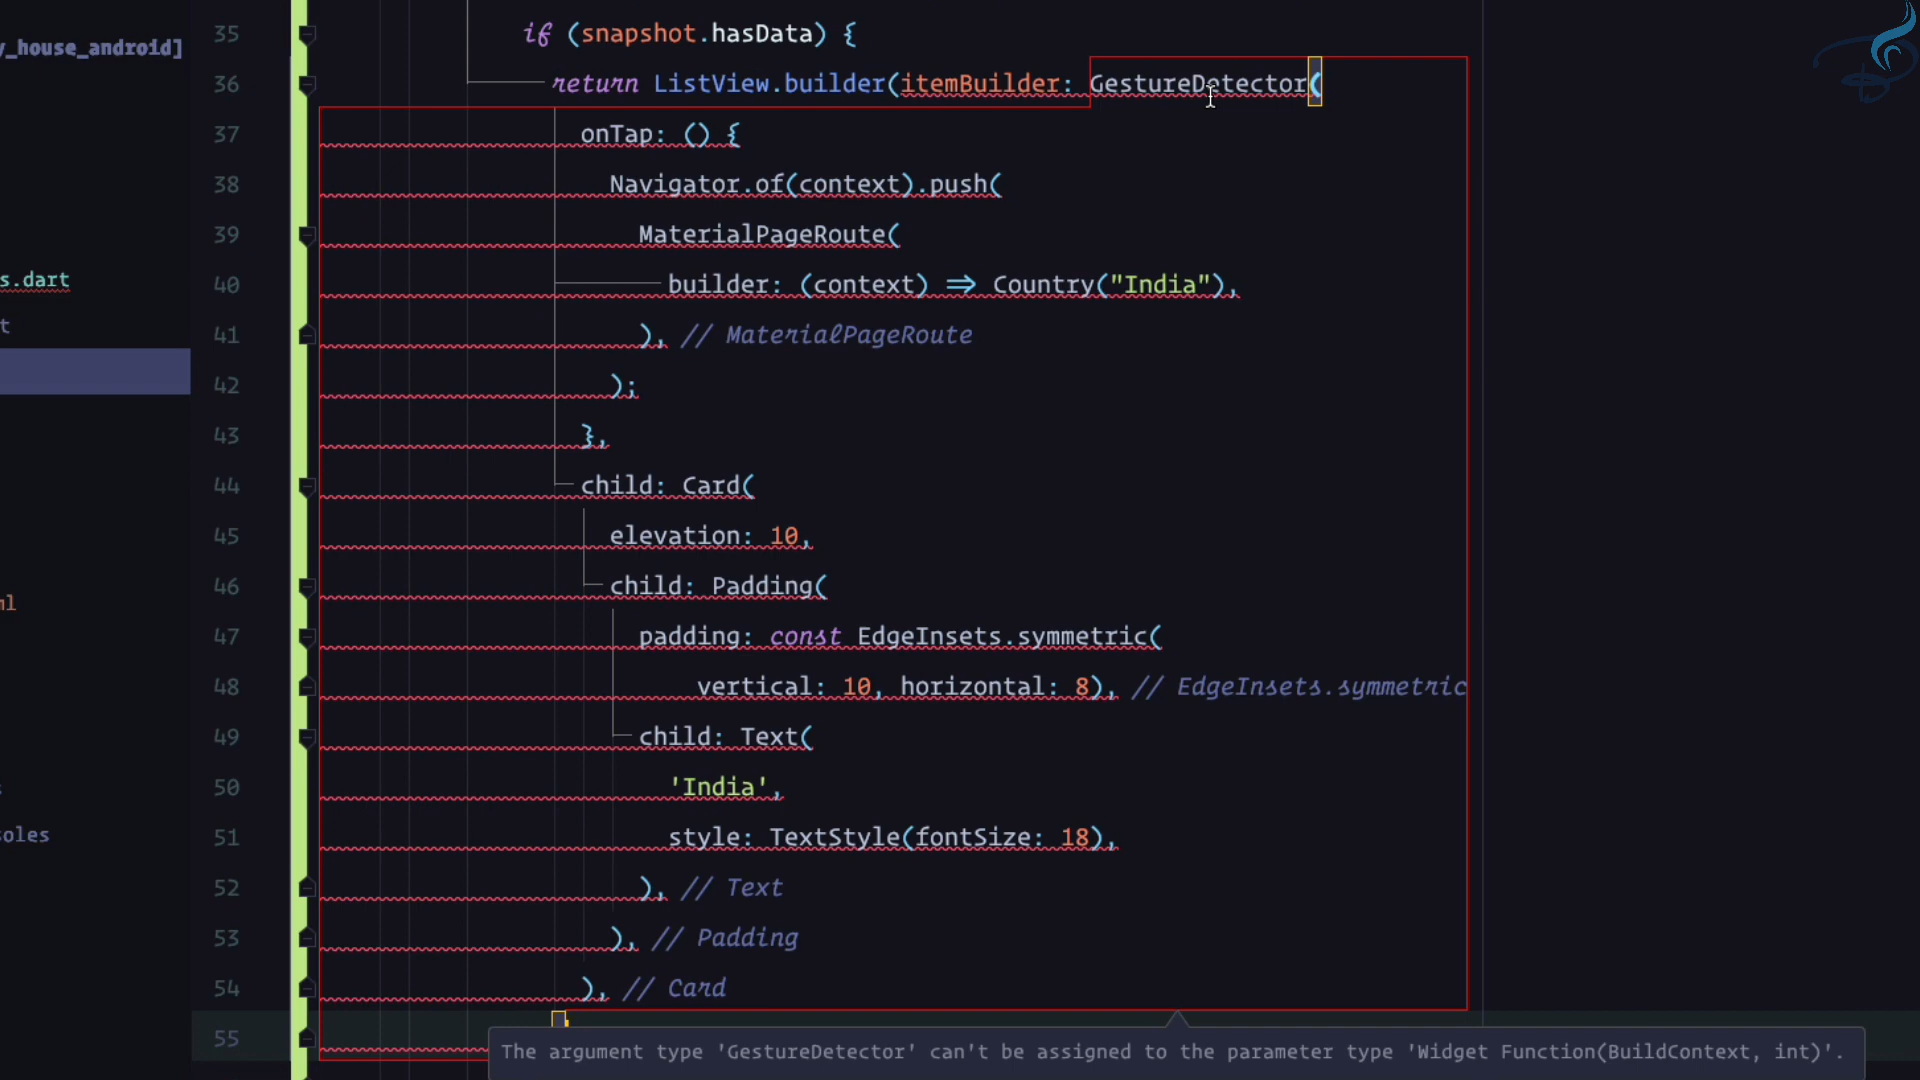 y_house_android]
s.dart
t
ml
soles
35 if (snapshot.hasData) {
36 return ListView.builder(itemBuilder: GestureDetector(
37 onTap: () {
38 Navigator.of(context).push(
39 MaterialPageRoute(
40 builder: (context) => Country("India"),
41 ), // MaterialPageRoute
42 );
43 },
44 child: Card(
45 elevation: 10,
46 child: Padding(
47 padding: const EdgeInsets.symmetric(
48 vertical: 10, horizontal: 8), // EdgeInsets.symmetric
49 child: Text(
50 'India',
51 style: TextStyle(fontSize: 18),
52 ), // Text
53 ), // Padding
54 ), // Card
55
The argument type 'GestureDetector' can't be assigned to the parameter type 'Widget Function(BuildContext, int)'.